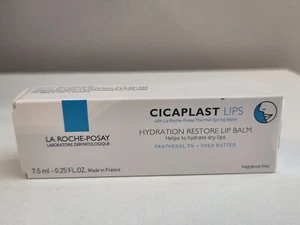 CICAPLAST LIPS
with La Roche-Posay Thermal Spring Water
LA ROCHE-POSAY
LABORATOIRE DERMATOLOGIQUE
HYDRATION RESTORE LIP BALM
Helps to hydrate dry lips
PANTHENOL 5% + SHEA BUTTER
7.5 ml - 0.25 FL.OZ. Made in France
Fragrance-free